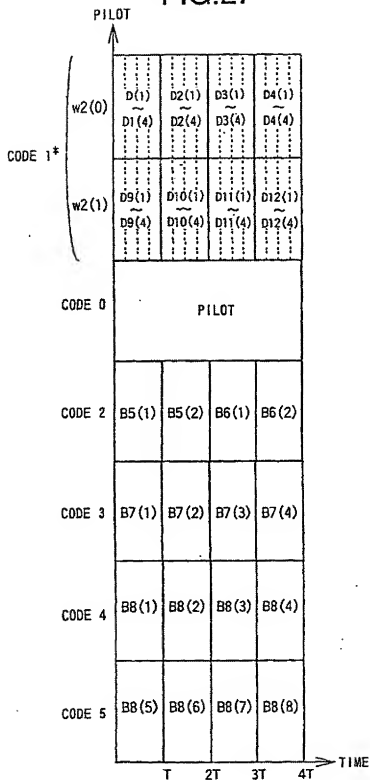 FIG.27
PILOT
CODE 1*
w2(0)
D(1) D2(1) D3(1) D4(1)
~ ~ ~ ~
D1(4) D2(4) D3(4) D4(4)
w2(1)
D9(1) D10(1) D11(1) D12(1)
~ ~ ~ ~
D9(4) D10(4) D11(4) D12(4)
CODE 0 PILOT
CODE 2 B5(1) B5(2) B6(1) B6(2)
CODE 3 B7(1) B7(2) B7(3) B7(4)
CODE 4 B8(1) B8(2) B8(3) B8(4)
CODE 5 B8(5) B8(6) B8(7) B8(8)
TIME
T 2T 3T 4T